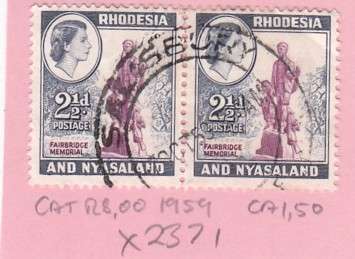 RHODESIA RHODESIA
2½d 2½d
POSTAGE POSTAGE
FAIRBRIDGE FAIRBRIDGE
MEMORIAL MEMORIAL
AND NYASALAND AND NYASALAND
CAT R8,00 1959 CA1,50
X2371